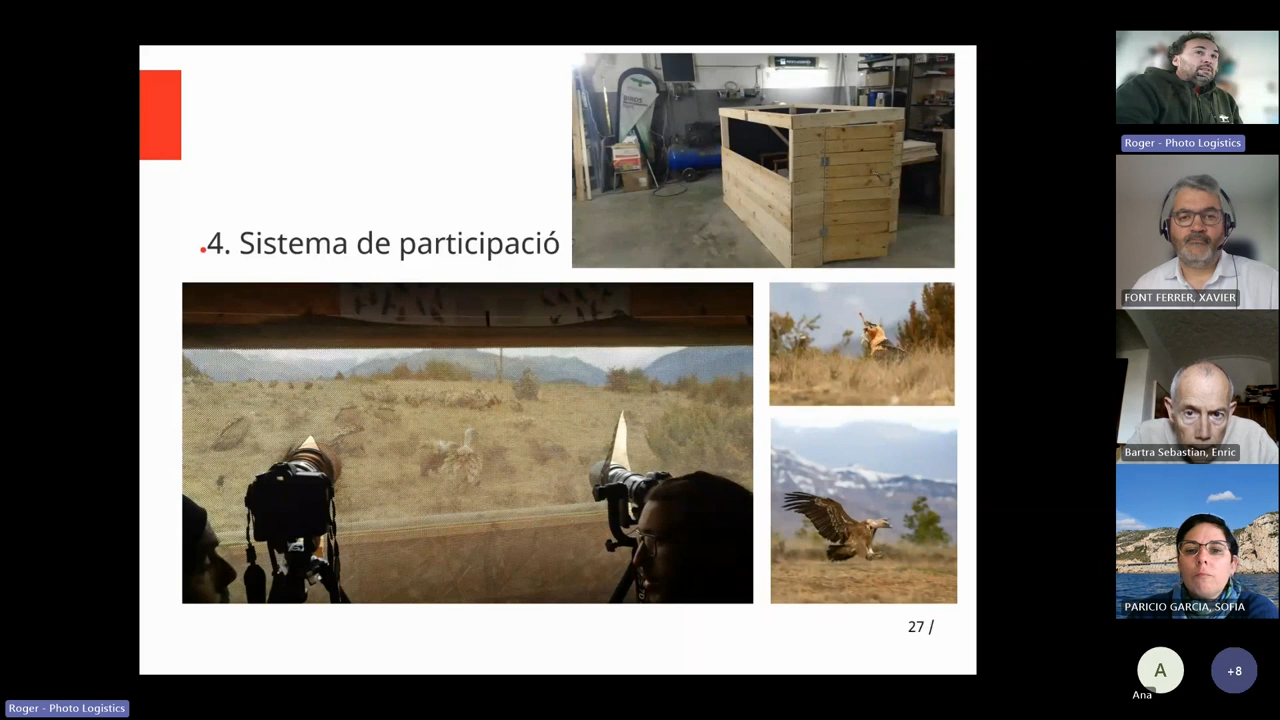 BIRDS
.4. Sistema de participació
27 /
Roger - Photo Logistics
FONT FERRER, XAVIER
Bartra Sebastian, Enric
PARICIO GARCIA, SOFIA
A
Ana
+8
Roger - Photo Logistics